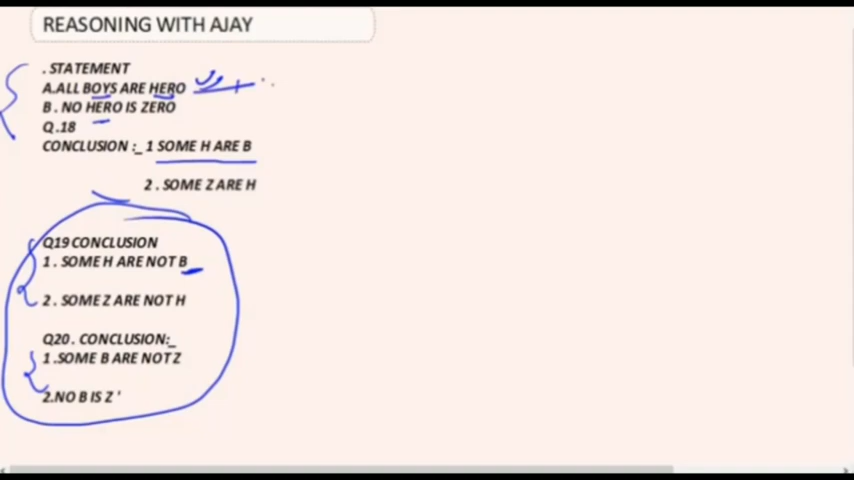 REASONING WITH AJAY
. STATEMENT
A.ALL BOYS ARE HERO
B . NO HERO IS ZERO
Q.18
CONCLUSION :_ 1 SOME H ARE B
2 . SOME Z ARE H
Q19 CONCLUSION
1 . SOME H ARE NOT B
2 . SOME Z ARE NOT H
Q20 . CONCLUSION:_
1 .SOME B ARE NOT Z
2.NO B IS Z '